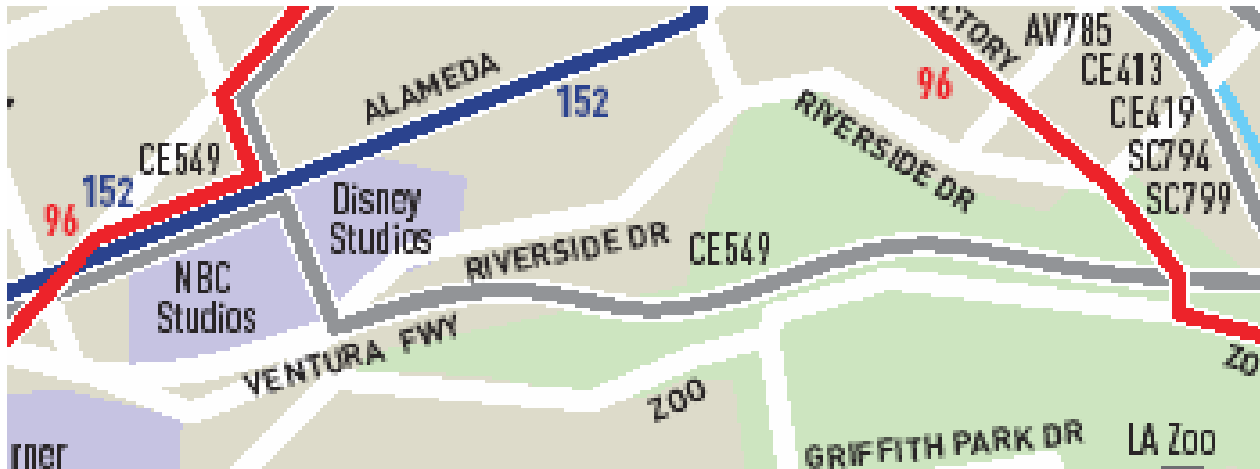 ALAMEDA
152
96
AV785
CE413
CE419
SC794
SC799
CE549
152
96
Disney
Studios
RIVERSIDE DR
RIVERSIDE DR
CE549
NBC
Studios
VENTURA FWY
ZOO
GRIFFITH PARK DR
LA Zoo